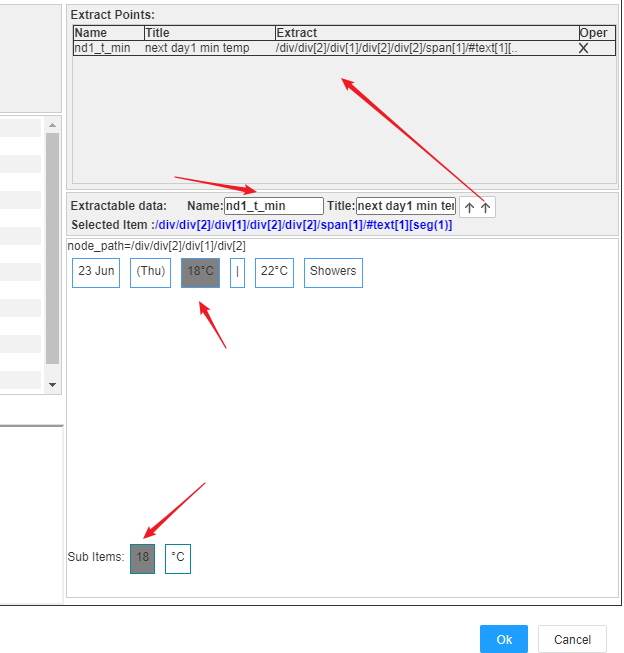 Extract Points:
Name Title Extract Oper
nd1_t_min next day1 min temp /div/div[2]/div[1]/div[2]/div[2]/span[1]/#text[1][.. X
Extractable data: Name: nd1_t_min Title: next day1 min ter
Selected Item :/div/div[2]/div[1]/div[2]/div[2]/span[1]/#text[1][seg(1)]
node_path=/div/div[2]/div[1]/div[2]
23 Jun (Thu) 18°C | 22°C Showers
Sub Items: 18 °C
Ok Cancel